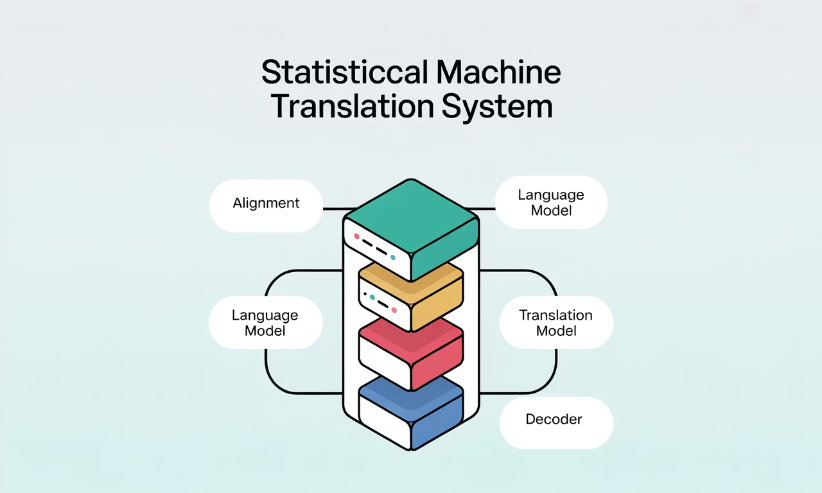 Statisticcal Machine
Translation System
Alignment
Language
Model
Language
Model
Translation
Model
Decoder